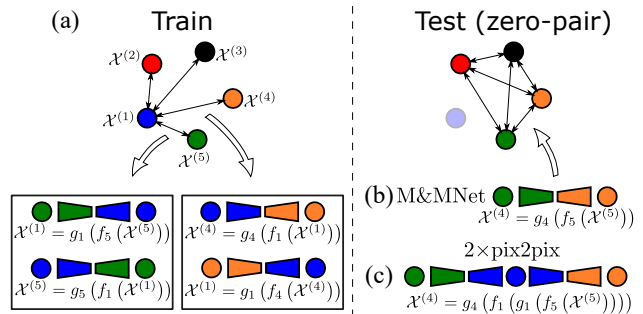 (a)
Train
𝒳^(2)
𝒳^(3)
𝒳^(1)
𝒳^(4)
𝒳^(5)
𝒳^(1) = g_1 (f_5 (𝒳^(5)))
𝒳^(5) = g_5 (f_1 (𝒳^(1)))
𝒳^(4) = g_4 (f_1 (𝒳^(1)))
𝒳^(1) = g_1 (f_4 (𝒳^(4)))
Test (zero-pair)
(b) M&MNet
𝒳^(4) = g_4 (f_5 (𝒳^(5)))
2×pix2pix
(c)
𝒳^(4) = g_4 (f_1 (g_1 (f_5 (𝒳^(5)))))